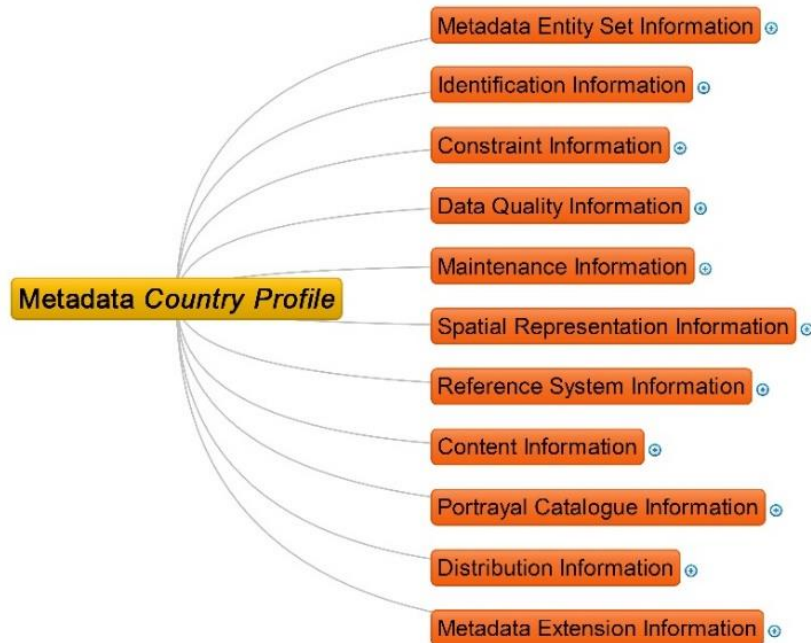 Metadata Entity Set Information
Identification Information
Constraint Information
Data Quality Information
Maintenance Information
Metadata Country Profile
Spatial Representation Information
Reference System Information
Content Information
Portrayal Catalogue Information
Distribution Information
Metadata Extension Information